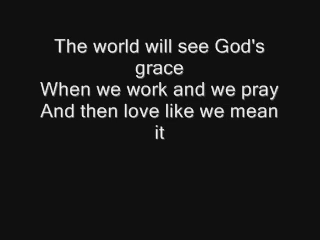 The world will see God's
grace
When we work and we pray
And then love like we mean
it